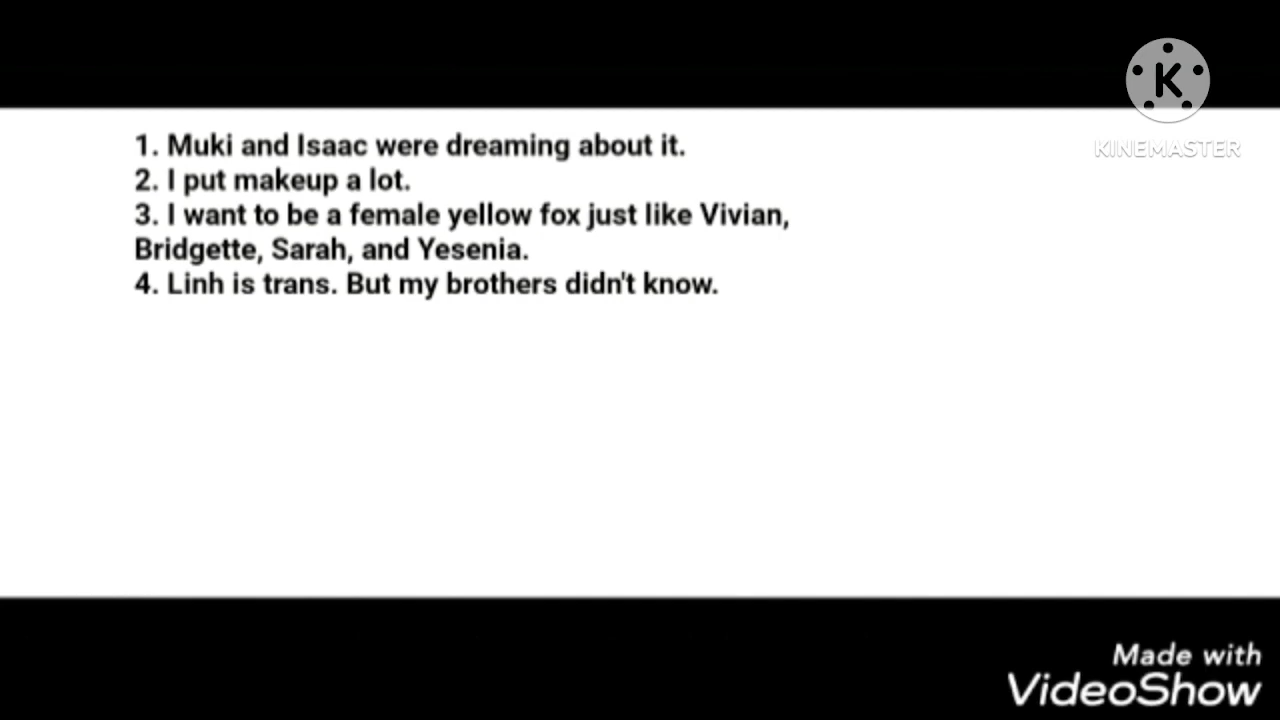 K
KINEMASTER
1. Muki and Isaac were dreaming about it.
2. I put makeup a lot.
3. I want to be a female yellow fox just like Vivian,
Bridgette, Sarah, and Yesenia.
4. Linh is trans. But my brothers didn't know.
Made with
VideoShow